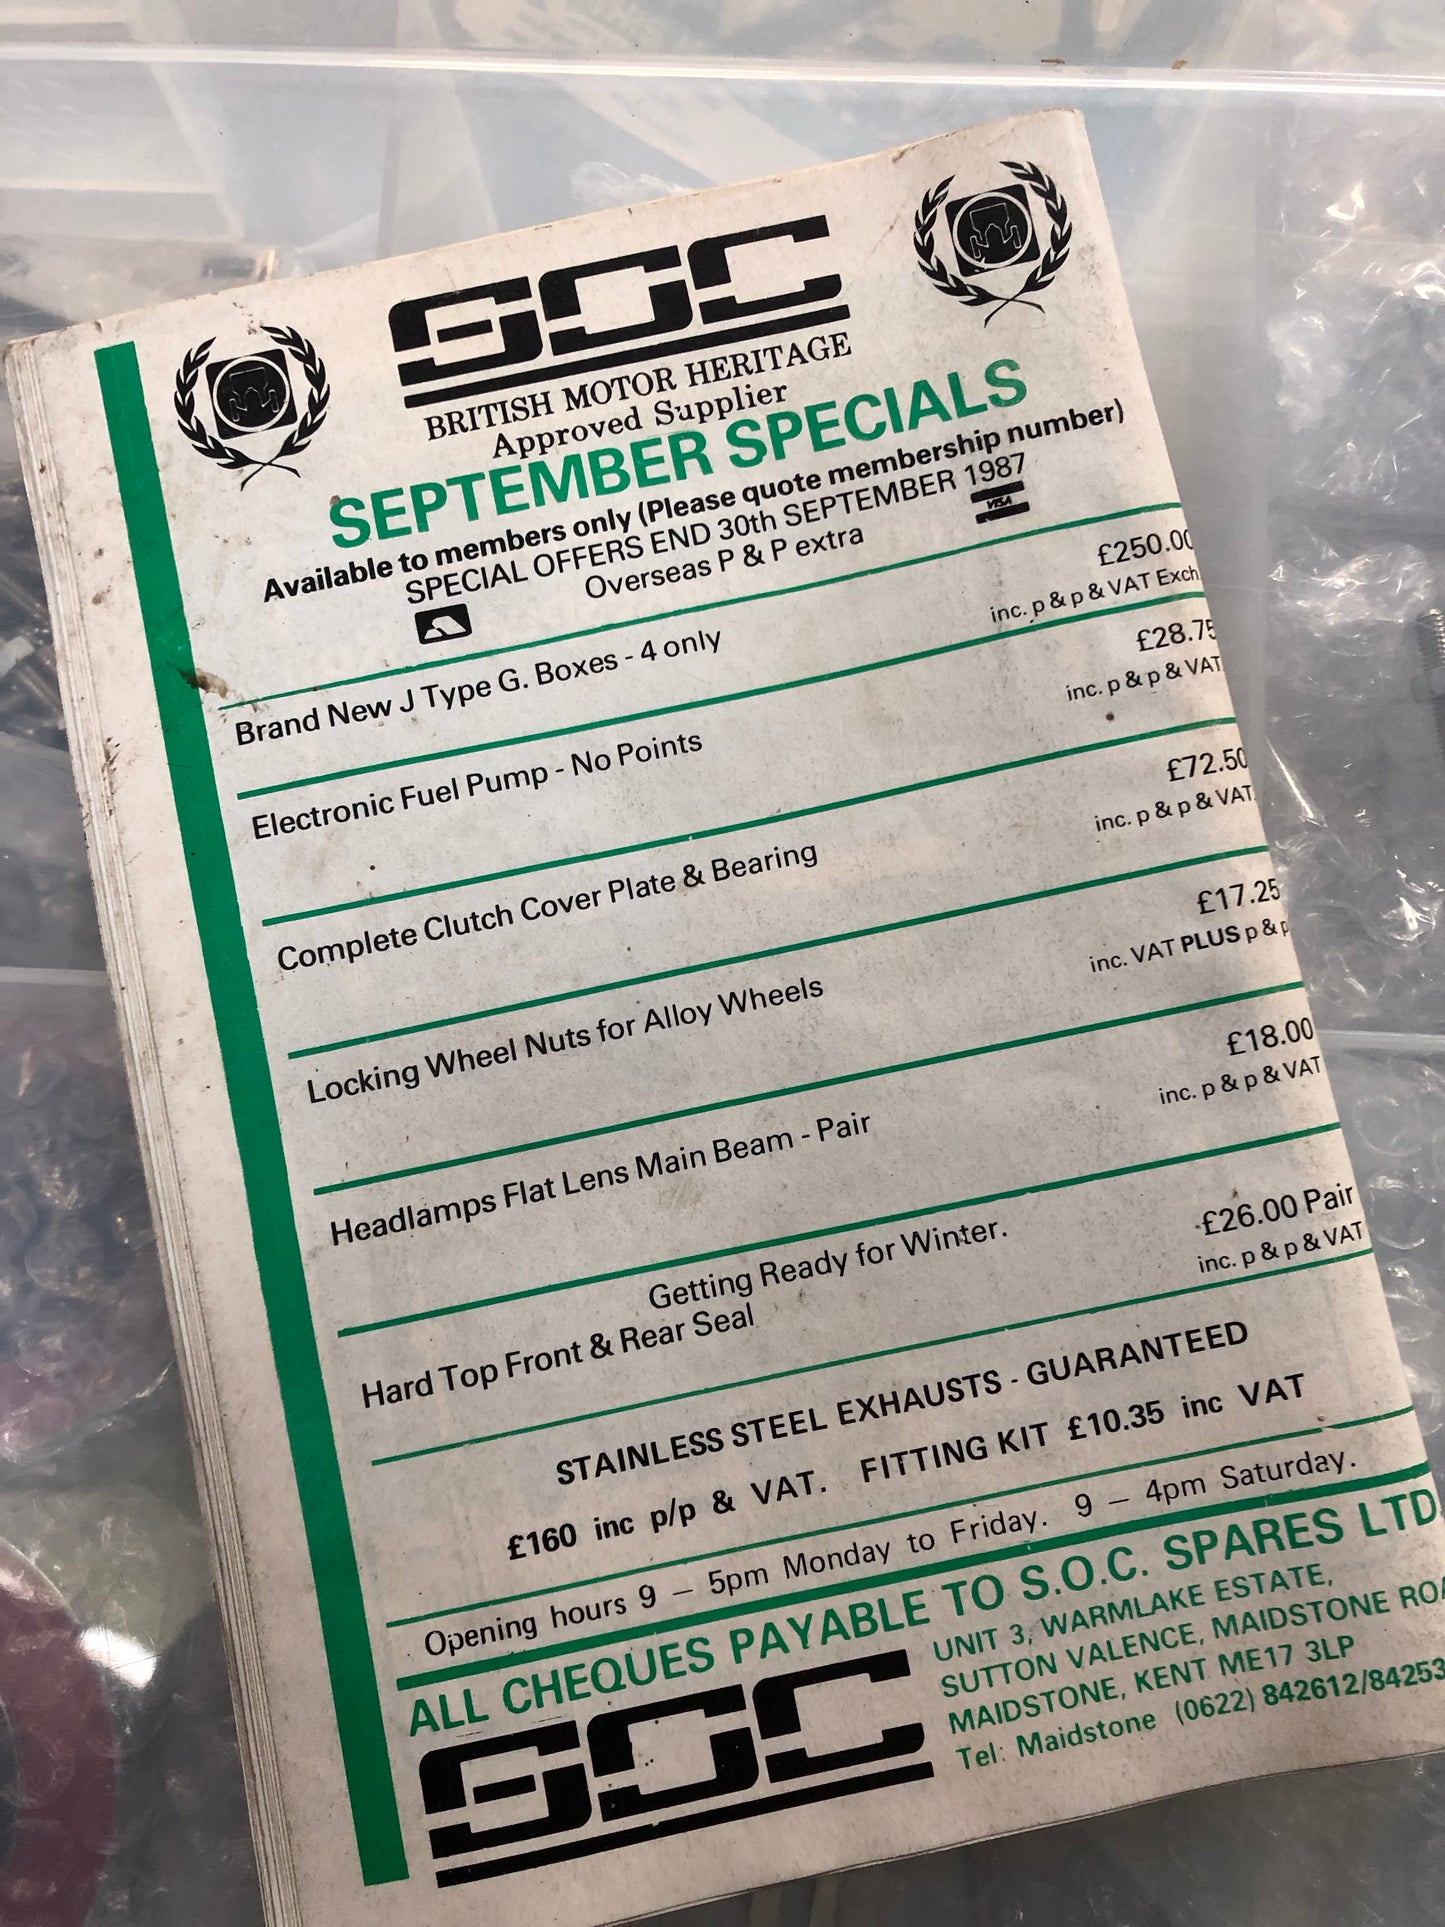 SOC
BRITISH MOTOR HERITAGE
Approved Supplier
SEPTEMBER SPECIALS
Available to members only (Please quote membership number)
SPECIAL OFFERS END 30th SEPTEMBER 1987
Overseas P & P extra
VISA
Brand New J Type G. Boxes - 4 only
£250.00
inc. p & p & VAT Exch
Electronic Fuel Pump - No Points
£28.75
inc. p & p & VAT
Complete Clutch Cover Plate & Bearing
£72.50
inc. p & p & VAT
Locking Wheel Nuts for Alloy Wheels
£17.25
inc. VAT PLUS p & p
Headlamps Flat Lens Main Beam - Pair
£18.00
inc. p & p & VAT
Getting Ready for Winter.
Hard Top Front & Rear Seal
£26.00 Pair
inc. p & p & VAT
STAINLESS STEEL EXHAUSTS - GUARANTEED
£160 inc p/p & VAT. FITTING KIT £10.35 inc VAT
Opening hours 9 – 5pm Monday to Friday. 9 – 4pm Saturday.
ALL CHEQUES PAYABLE TO S.O.C. SPARES LTD.
SOC
UNIT 3, WARMLAKE ESTATE,
SUTTON VALENCE, MAIDSTONE
MAIDSTONE, KENT ME17 3LP
Tel: Maidstone (0622) 842612/84253